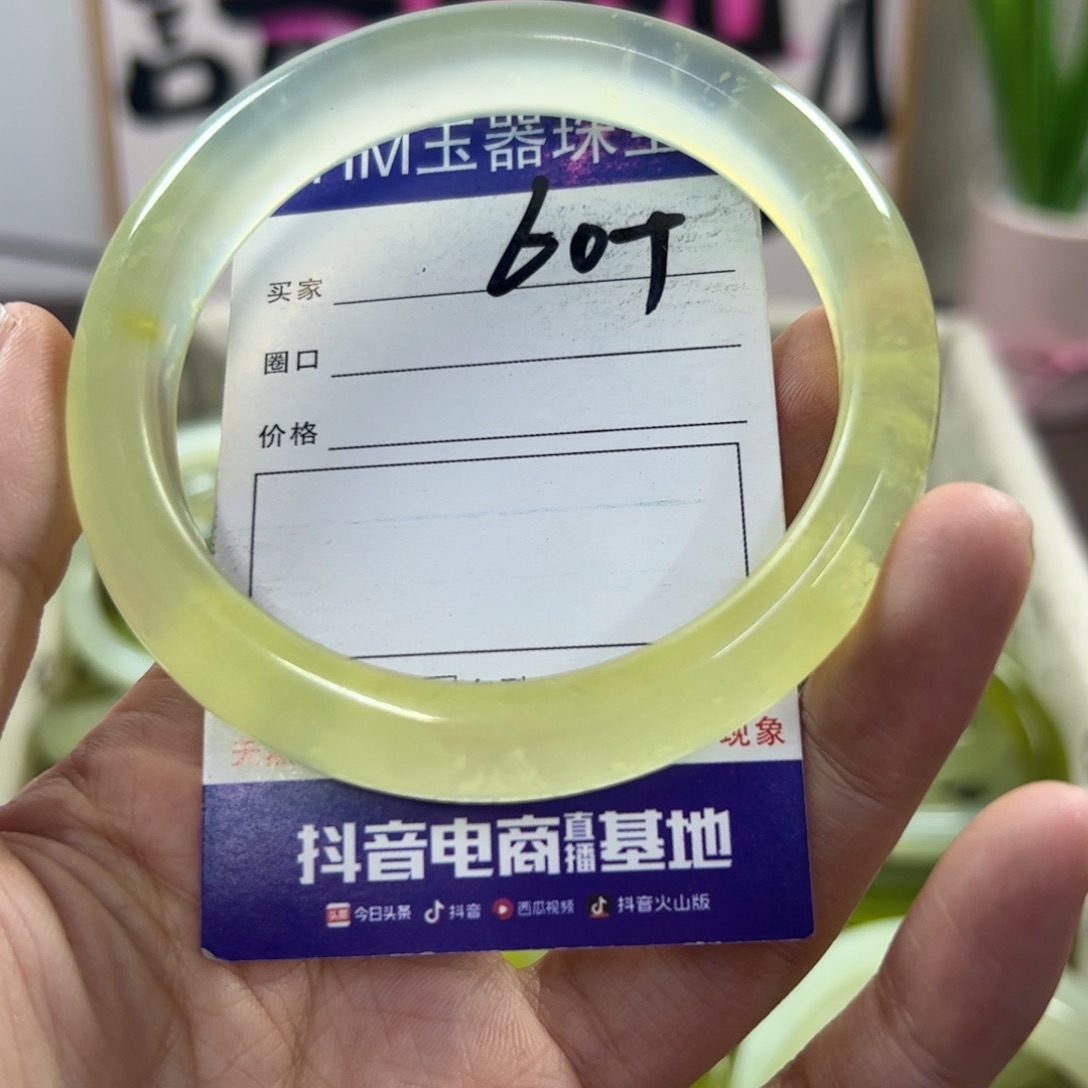 玉器珠
60+
买家
圈口
价格
现象
抖音电商直播基地
今日头条 抖音 西瓜视频 抖音火山版